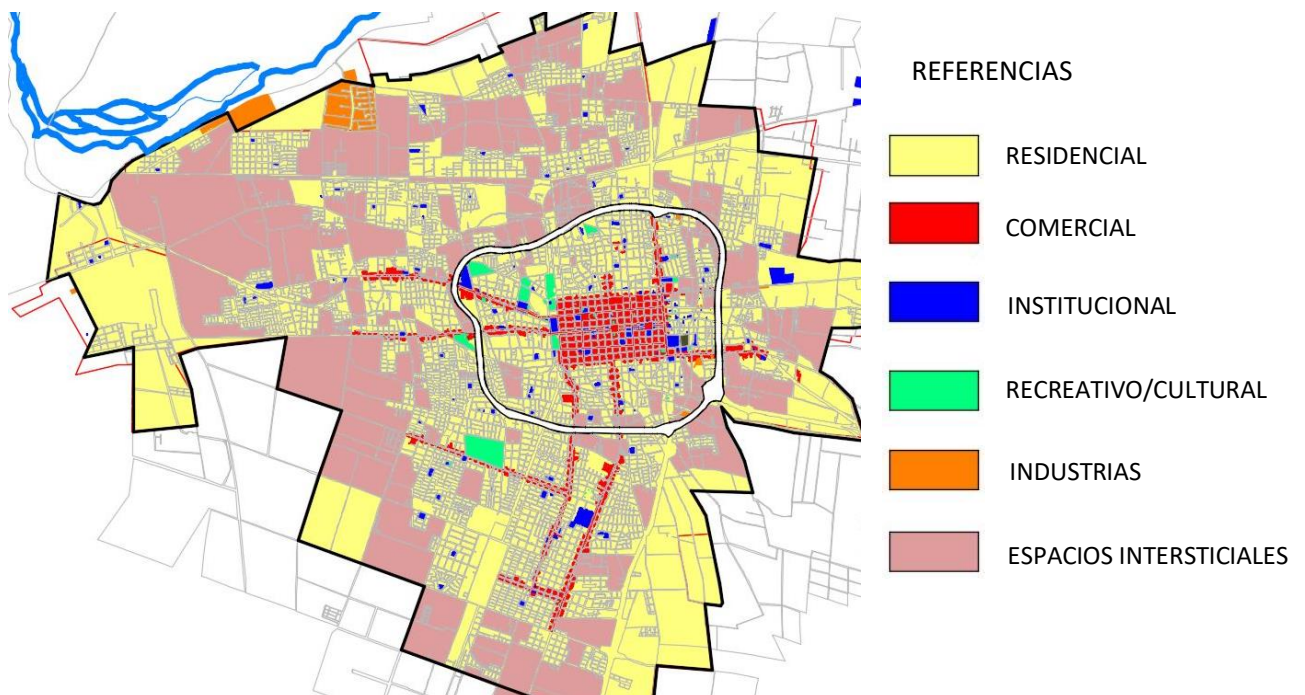 REFERENCIAS
RESIDENCIAL
COMERCIAL
INSTITUCIONAL
RECREATIVO/CULTURAL
INDUSTRIAS
ESPACIOS INTERSTICIALES